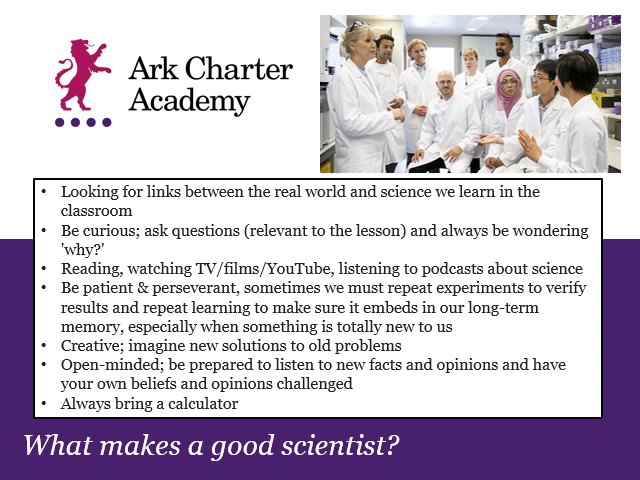 Ark Charter
Academy
• Looking for links between the real world and science we learn in the
classroom
• Be curious; ask questions (relevant to the lesson) and always be wondering
'why?'
• Reading, watching TV/films/YouTube, listening to podcasts about science
• Be patient & perseverant, sometimes we must repeat experiments to verify
results and repeat learning to make sure it embeds in our long-term
memory, especially when something is totally new to us
• Creative; imagine new solutions to old problems
• Open-minded; be prepared to listen to new facts and opinions and have
your own beliefs and opinions challenged
• Always bring a calculator
What makes a good scientist?